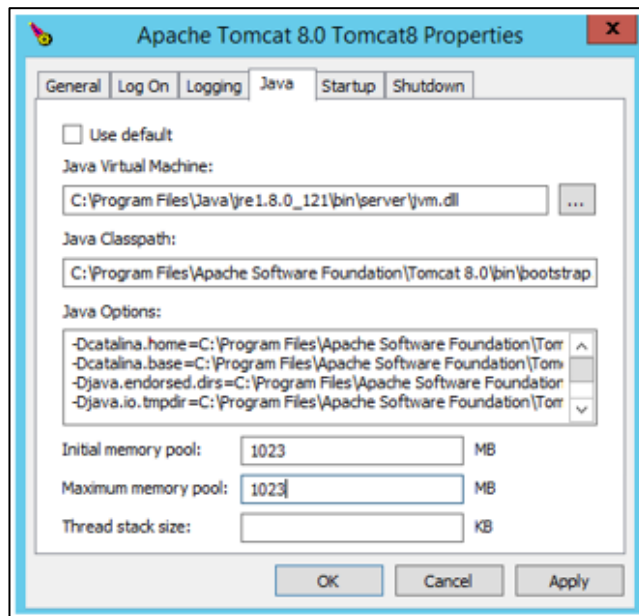 Apache Tomcat 8.0 Tomcat8 Properties
x
General Log On Logging Java Startup Shutdown
Use default
Java Virtual Machine:
C:\Program Files\Java\jre1.8.0_121\bin\server\jvm.dll ...
Java Classpath:
C:\Program Files\Apache Software Foundation\Tomcat 8.0\bin\bootstrap
Java Options:
-Dcatalina.home=C:\Program Files\Apache Software Foundation\Tom
-Dcatalina.base=C:\Program Files\Apache Software Foundation\Tom
-Djava.endorsed.dirs=C:\Program Files\Apache Software Foundation
-Djava.io.tmpdir=C:\Program Files\Apache Software Foundation\Tom
Initial memory pool: 1023 MB
Maximum memory pool: 1023 MB
Thread stack size: KB
OK Cancel Apply